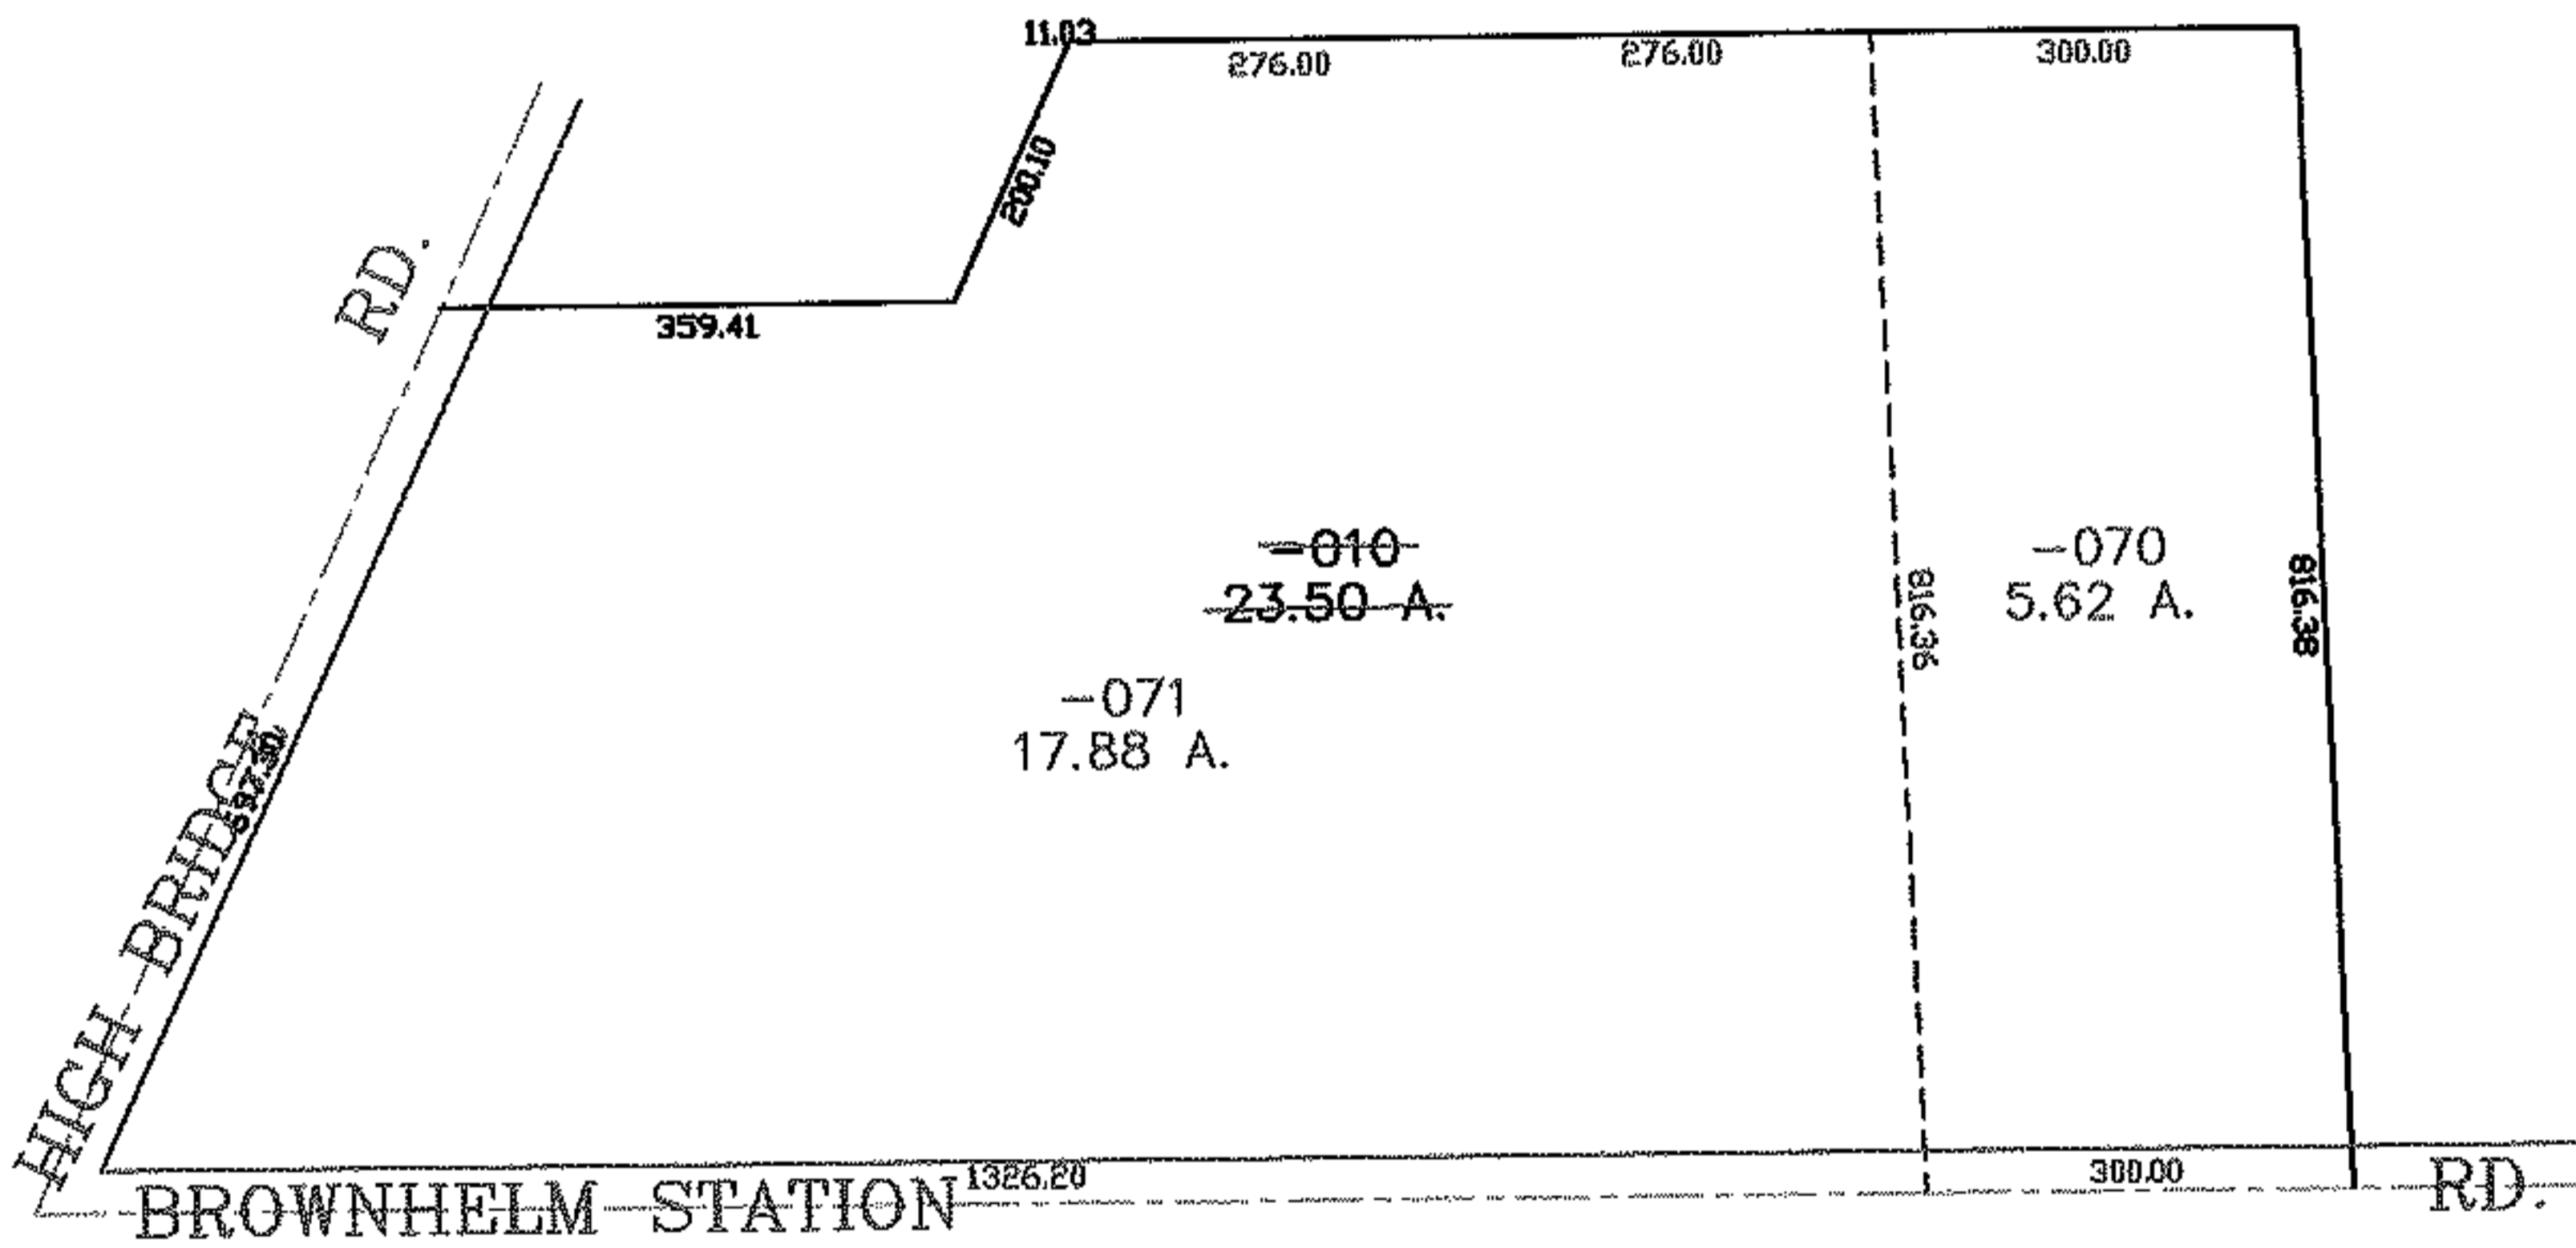 11.03
276.00
276.00
300.00
200.10
RD.
359.41
-010
23.50 A.
-070
5.62 A.
816.36
816.38
-071
17.88 A.
HIGH BRIDGE
1326.20
300.00
BROWNHELM STATION
RD.